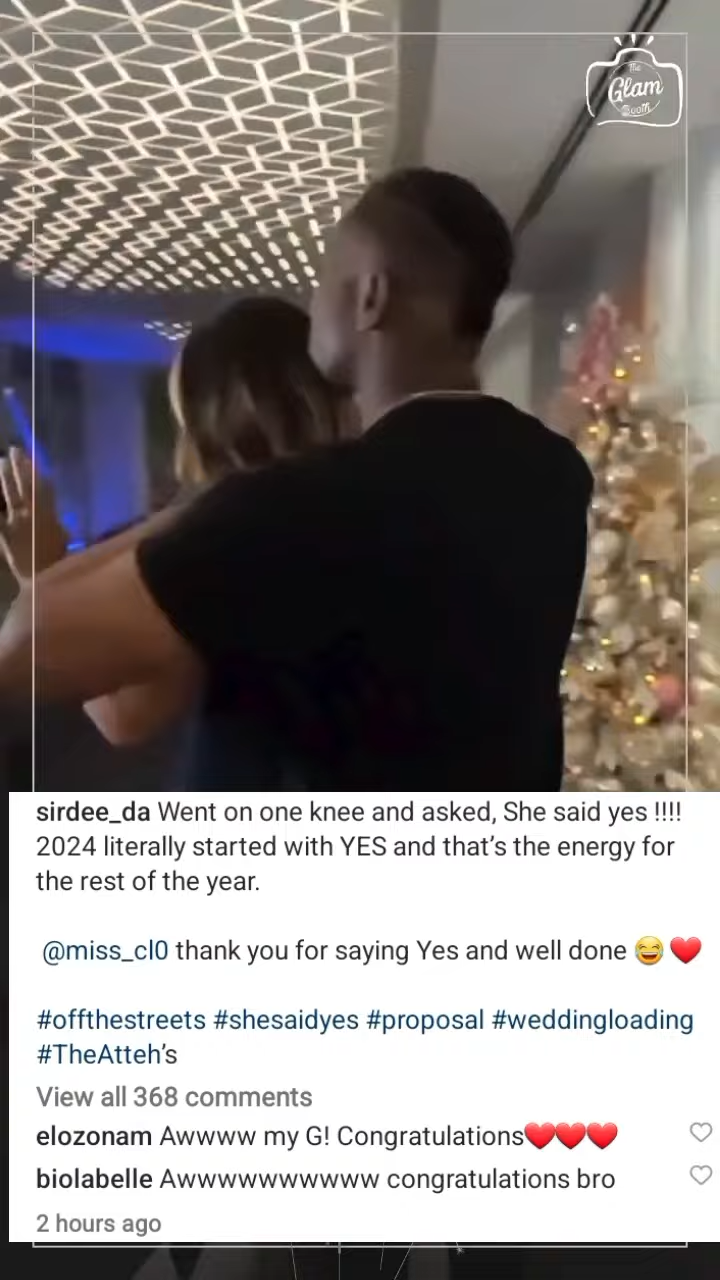 The
Glam
Booth
sirdee_da Went on one knee and asked, She said yes !!!!
2024 literally started with YES and that's the energy for
the rest of the year.
@miss_cl0 thank you for saying Yes and well done 😂 ❤️
#offthestreets #shesaidyes #proposal #weddingloading
#TheAtteh's
View all 368 comments
elozonam Awwww my G! Congratulations❤️❤️❤️
biolabelle Awwwwwwwwww congratulations bro
2 hours ago